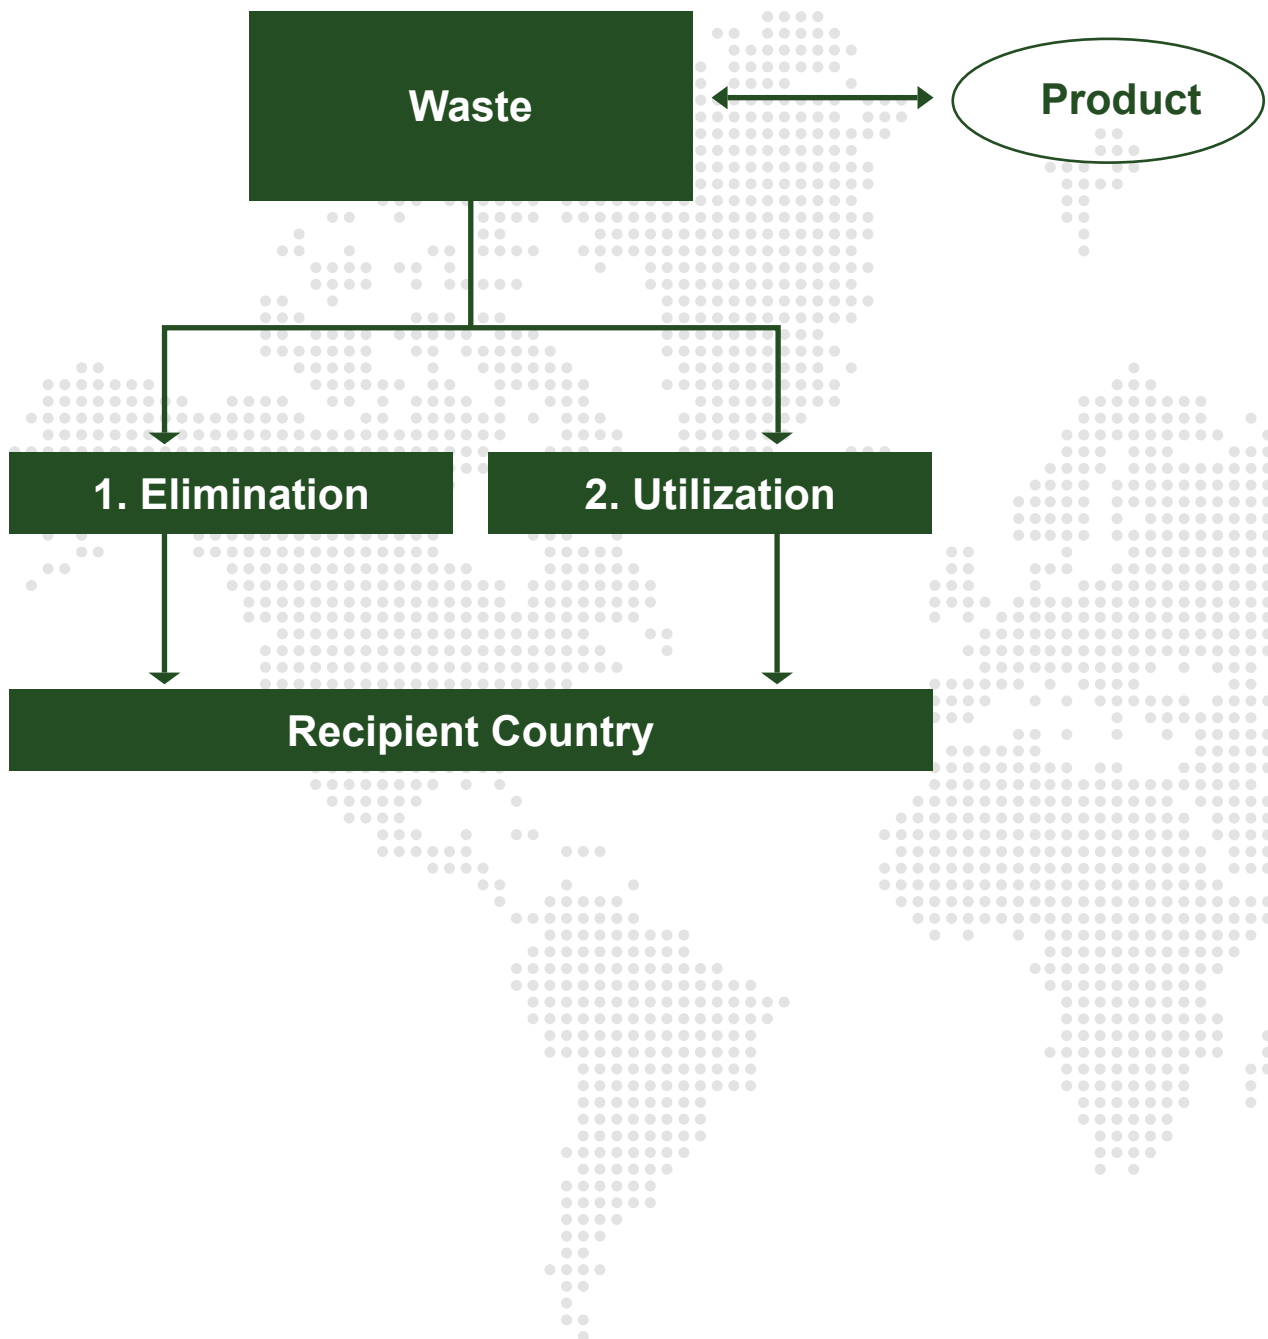 Waste
Product
1. Elimination
2. Utilization
Recipient Country